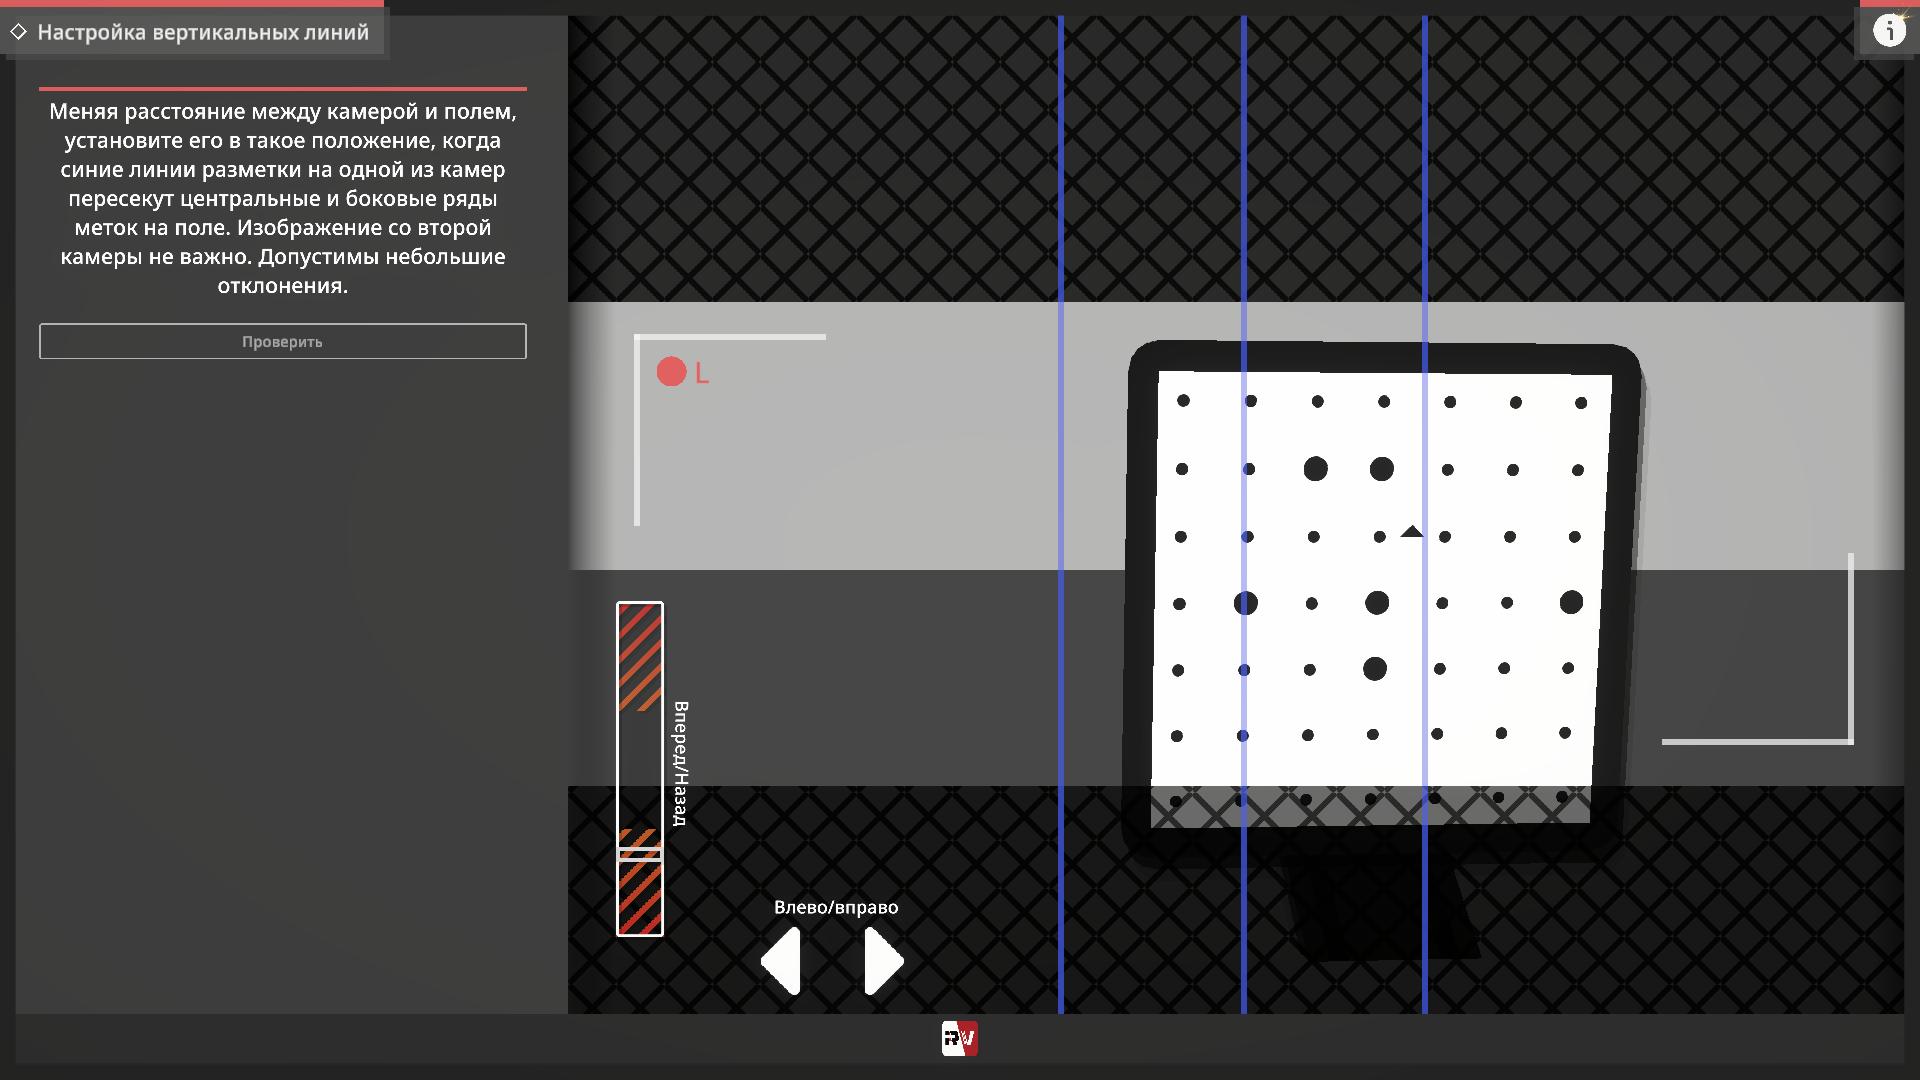 Настройка вертикальных линий
Меняя расстояние между камерой и полем,
установите его в такое положение, когда
синие линии разметки на одной из камер
пересекут центральные и боковые ряды
меток на поле. Изображение со второй
камеры не важно. Допустимы небольшие
отклонения.
Проверить
L
Вперед/Назад
Влево/вправо
RV